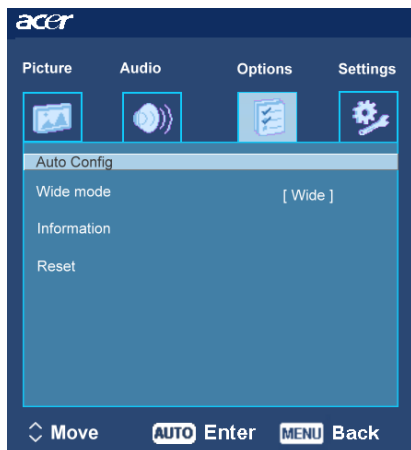 acer
Picture Audio Options Settings
Auto Config
Wide mode [ Wide ]
Information
Reset
Move AUTO Enter MENU Back